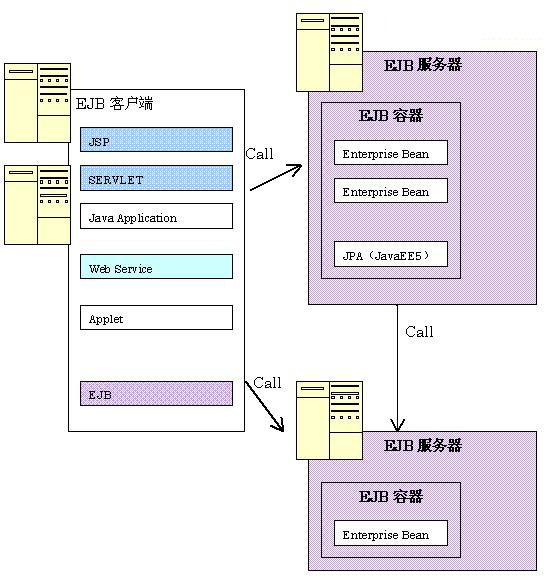 EJB 客户端
JSP
SERVLET
Java Application
Web Service
Applet
EJB
Call
Call
EJB 服务器
EJB 容器
Enterprise Bean
Enterprise Bean
JPA（JavaEE5）
Call
EJB 服务器
EJB 容器
Enterprise Bean